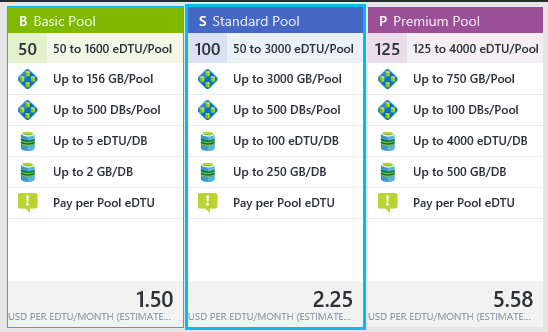 B Basic Pool
50 50 to 1600 eDTU/Pool
Up to 156 GB/Pool
Up to 500 DBs/Pool
Up to 5 eDTU/DB
Up to 2 GB/DB
Pay per Pool eDTU
1.50
USD PER EDTU/MONTH (ESTIMATE...
S Standard Pool
100 50 to 3000 eDTU/Pool
Up to 3000 GB/Pool
Up to 500 DBs/Pool
Up to 100 eDTU/DB
Up to 250 GB/DB
Pay per Pool eDTU
2.25
USD PER EDTU/MONTH (ESTIMATE...
P Premium Pool
125 125 to 4000 eDTU/Pool
Up to 750 GB/Pool
Up to 100 DBs/Pool
Up to 4000 eDTU/DB
Up to 500 GB/DB
Pay per Pool eDTU
5.58
USD PER EDTU/MONTH (ESTIMATE...